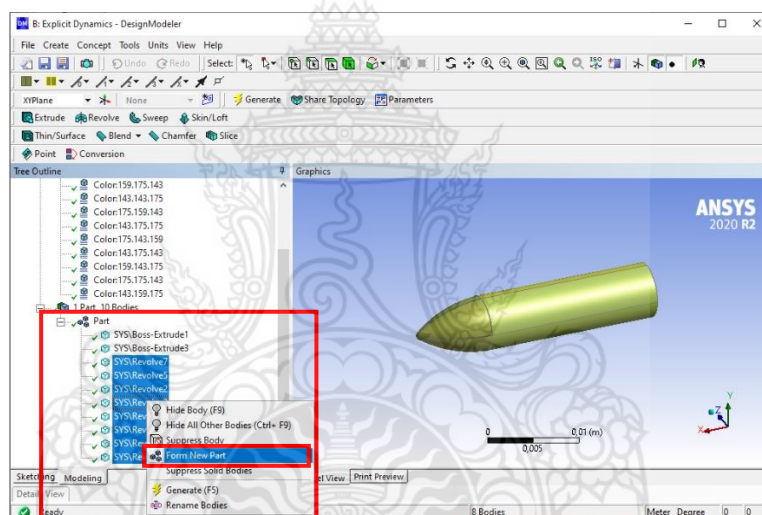 B: Explicit Dynamics - DesignModeler
File Create Concept Tools Units View Help
Undo Redo Select:
XYPlane None Generate Share Topology Parameters
Extrude Revolve Sweep Skin/Loft
Thin/Surface Blend Chamfer Slice
Point Conversion
Tree Outline Graphics
Color:159.175.143
Color:143.143.175
Color:175.159.143
Color:143.175.175
Color:175.143.159
Color:143.175.143
Color:159.143.175
Color:175.175.143
Color:143.159.175
1 Part, 10 Bodies
Part
SYS\Boss-Extrude1
SYS\Boss-Extrude3
SYS\Revolve7
SYS\Revolve5
SYS\Revolve2
Hide Body (F9)
Hide All Other Bodies (Ctrl+ F9)
Suppress Body
Form New Part
Suppress Solid Bodies
Generate (F5)
Rename Bodies
ANSYS
2020 R2
0 0,01 (m)
0,005
Y
Z
X
Sketching Modeling View Print Preview
Details View
Ready 8 Bodies Meter Degree 0 0